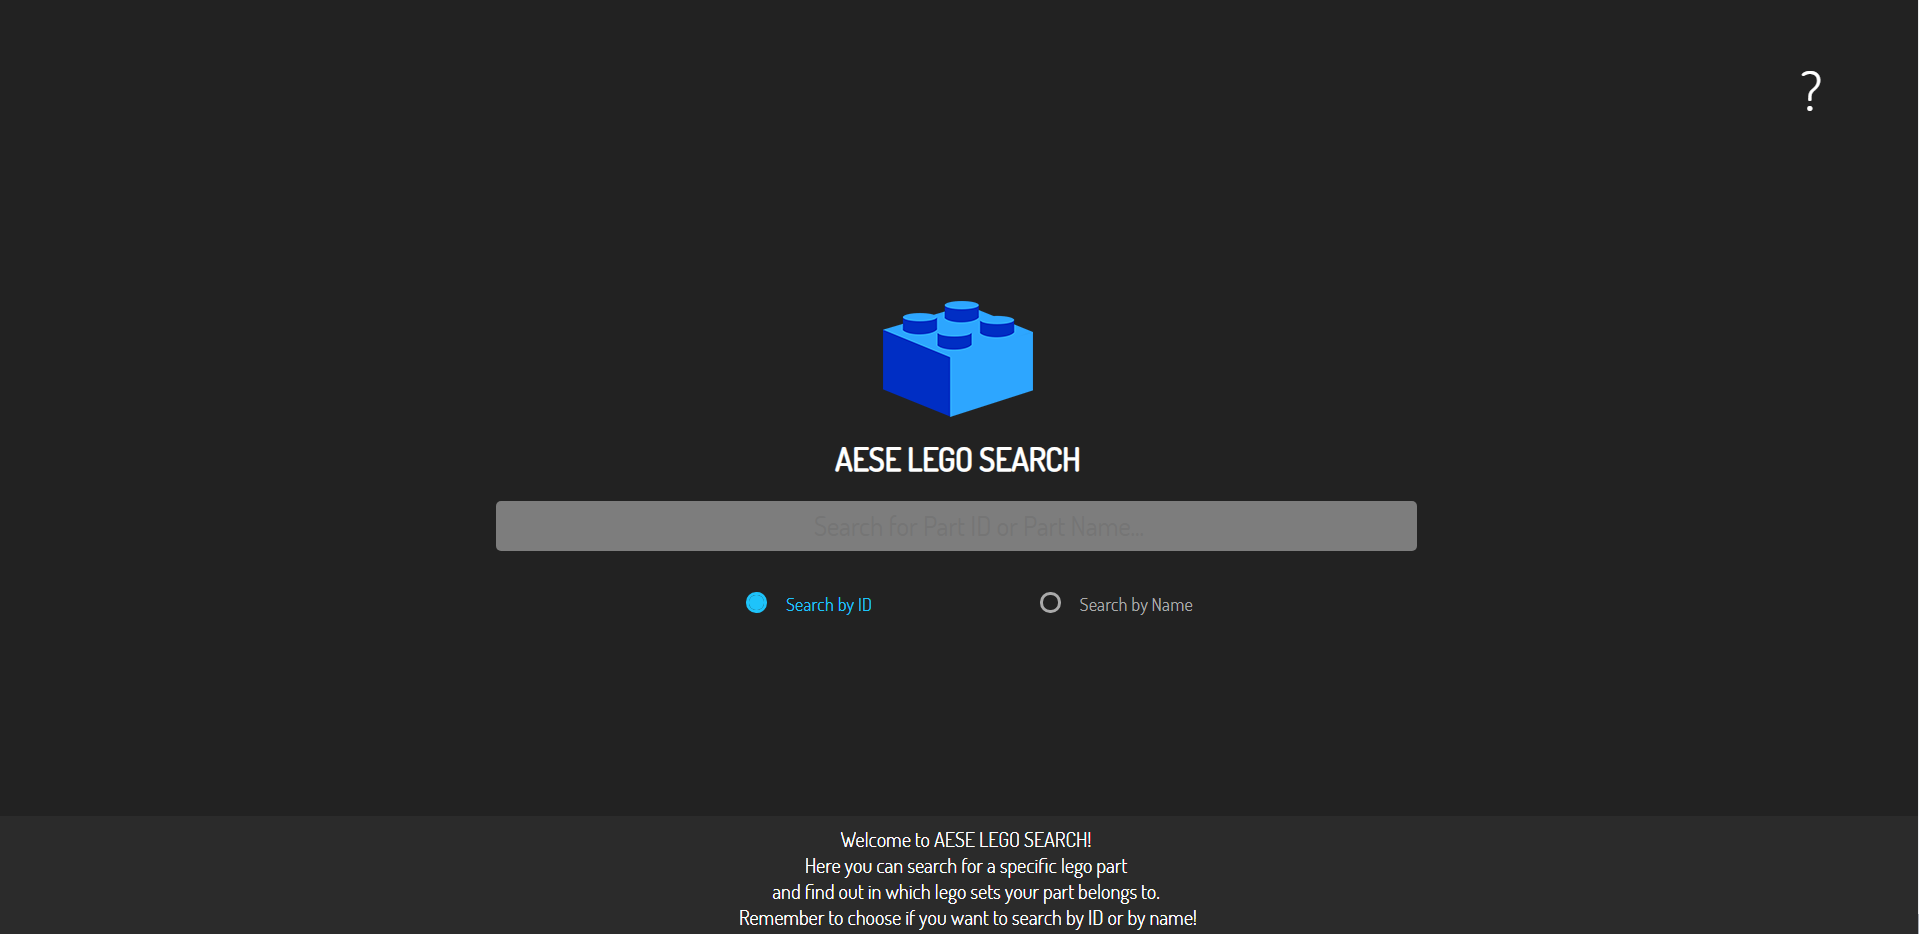 ?
AESE LEGO SEARCH
Search for Part ID or Part Name...
Search by ID
Search by Name
Welcome to AESE LEGO SEARCH!
Here you can search for a specific lego part
and find out in which lego sets your part belongs to.
Remember to choose if you want to search by ID or by name!